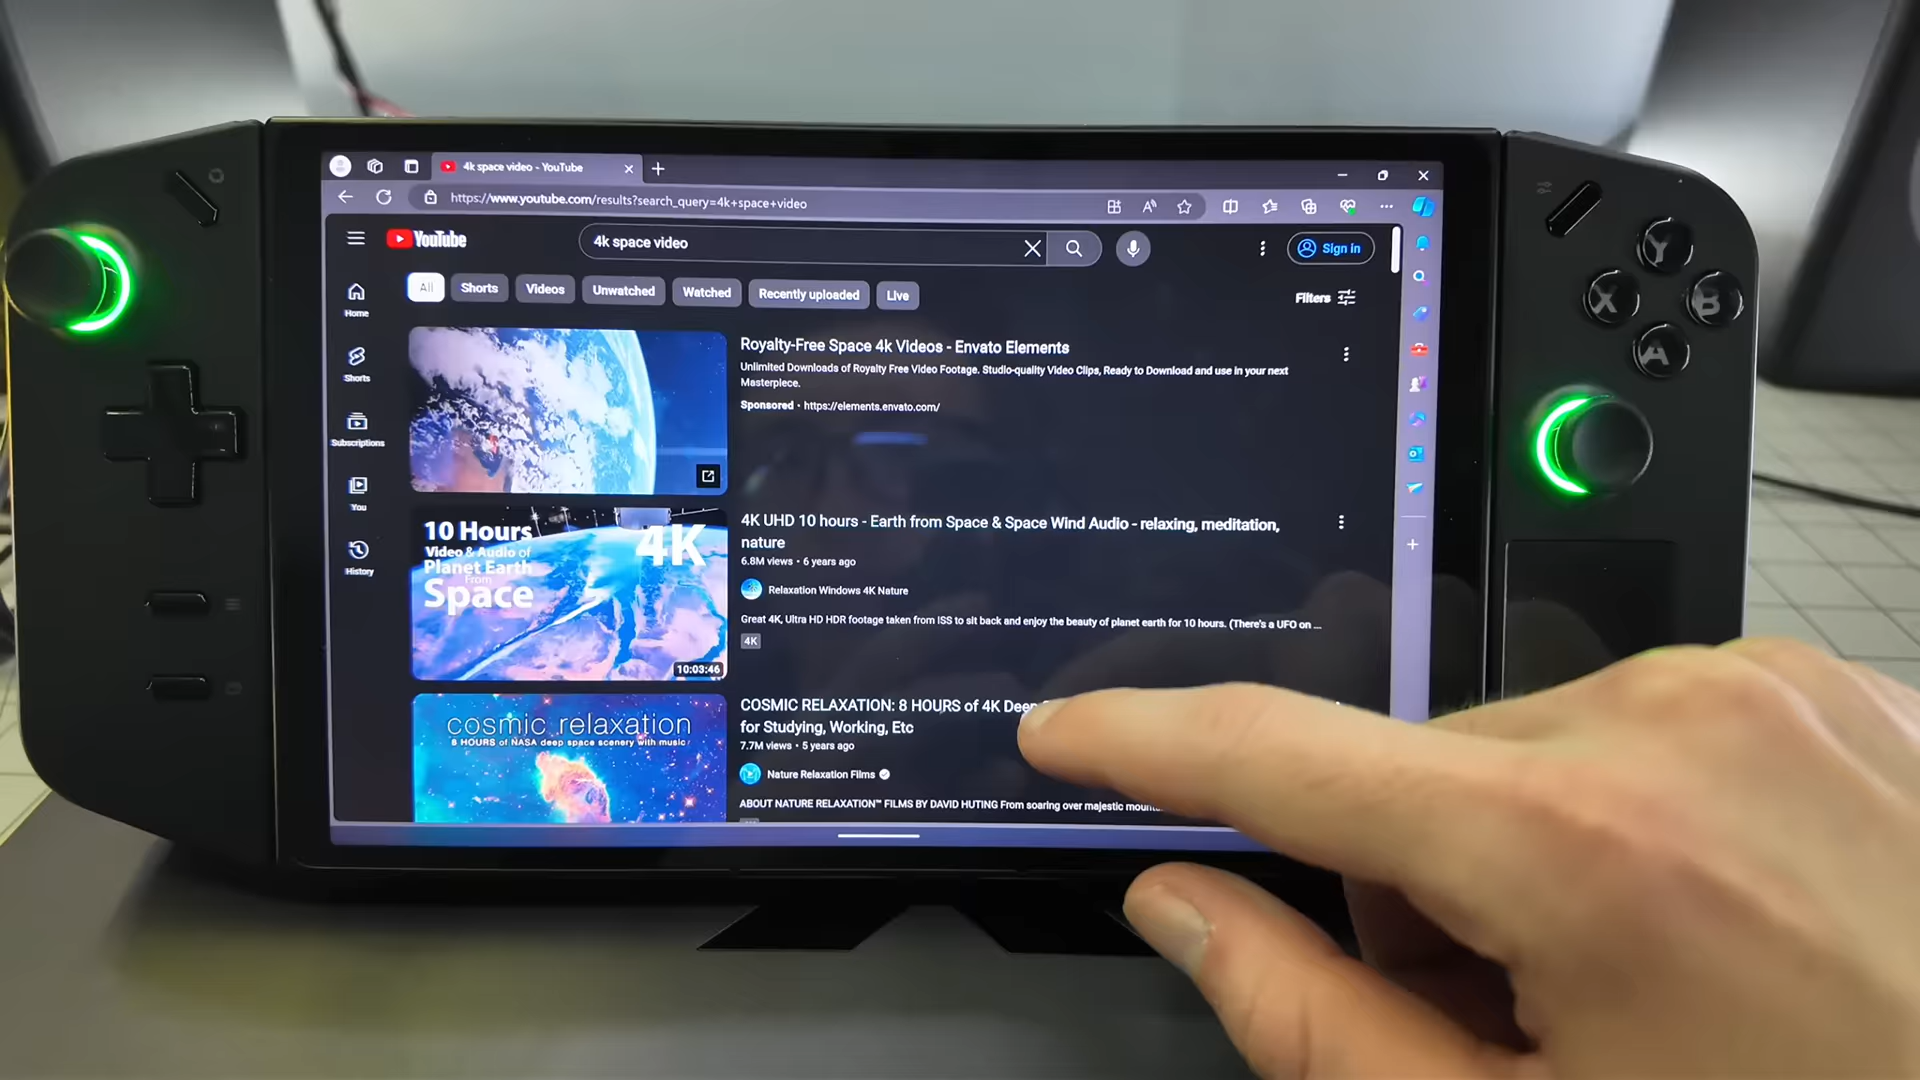 4k space video - YouTube
https://www.youtube.com/results?search_query=4k+space+video
YouTube
4k space video
Sign in
All
Shorts
Videos
Unwatched
Watched
Recently uploaded
Live
Filters
Home
Shorts
Subscriptions
You
History
Royalty-Free Space 4k Videos - Envato Elements
Unlimited Downloads of Royalty Free Video Footage. Studio-quality Video Clips, Ready to Download and use in your next
Masterpiece.
Sponsored • https://elements.envato.com/
10 Hours
Video & Audio of
Planet Earth
From
Space
4K
10:03:46
4K UHD 10 hours - Earth from Space & Space Wind Audio - relaxing, meditation,
nature
6.8M views • 6 years ago
Relaxation Windows 4K Nature
Great 4K, Ultra HD HDR footage taken from ISS to sit back and enjoy the beauty of planet earth for 10 hours. (There's a UFO on ...
4K
cosmic relaxation
8 HOURS of NASA deep space scenery with music
COSMIC RELAXATION: 8 HOURS of 4K Deep
for Studying, Working, Etc
7.7M views • 5 years ago
Nature Relaxation Films
ABOUT NATURE RELAXATION™ FILMS BY DAVID HUTING From soaring over majestic
Y
X
B
A